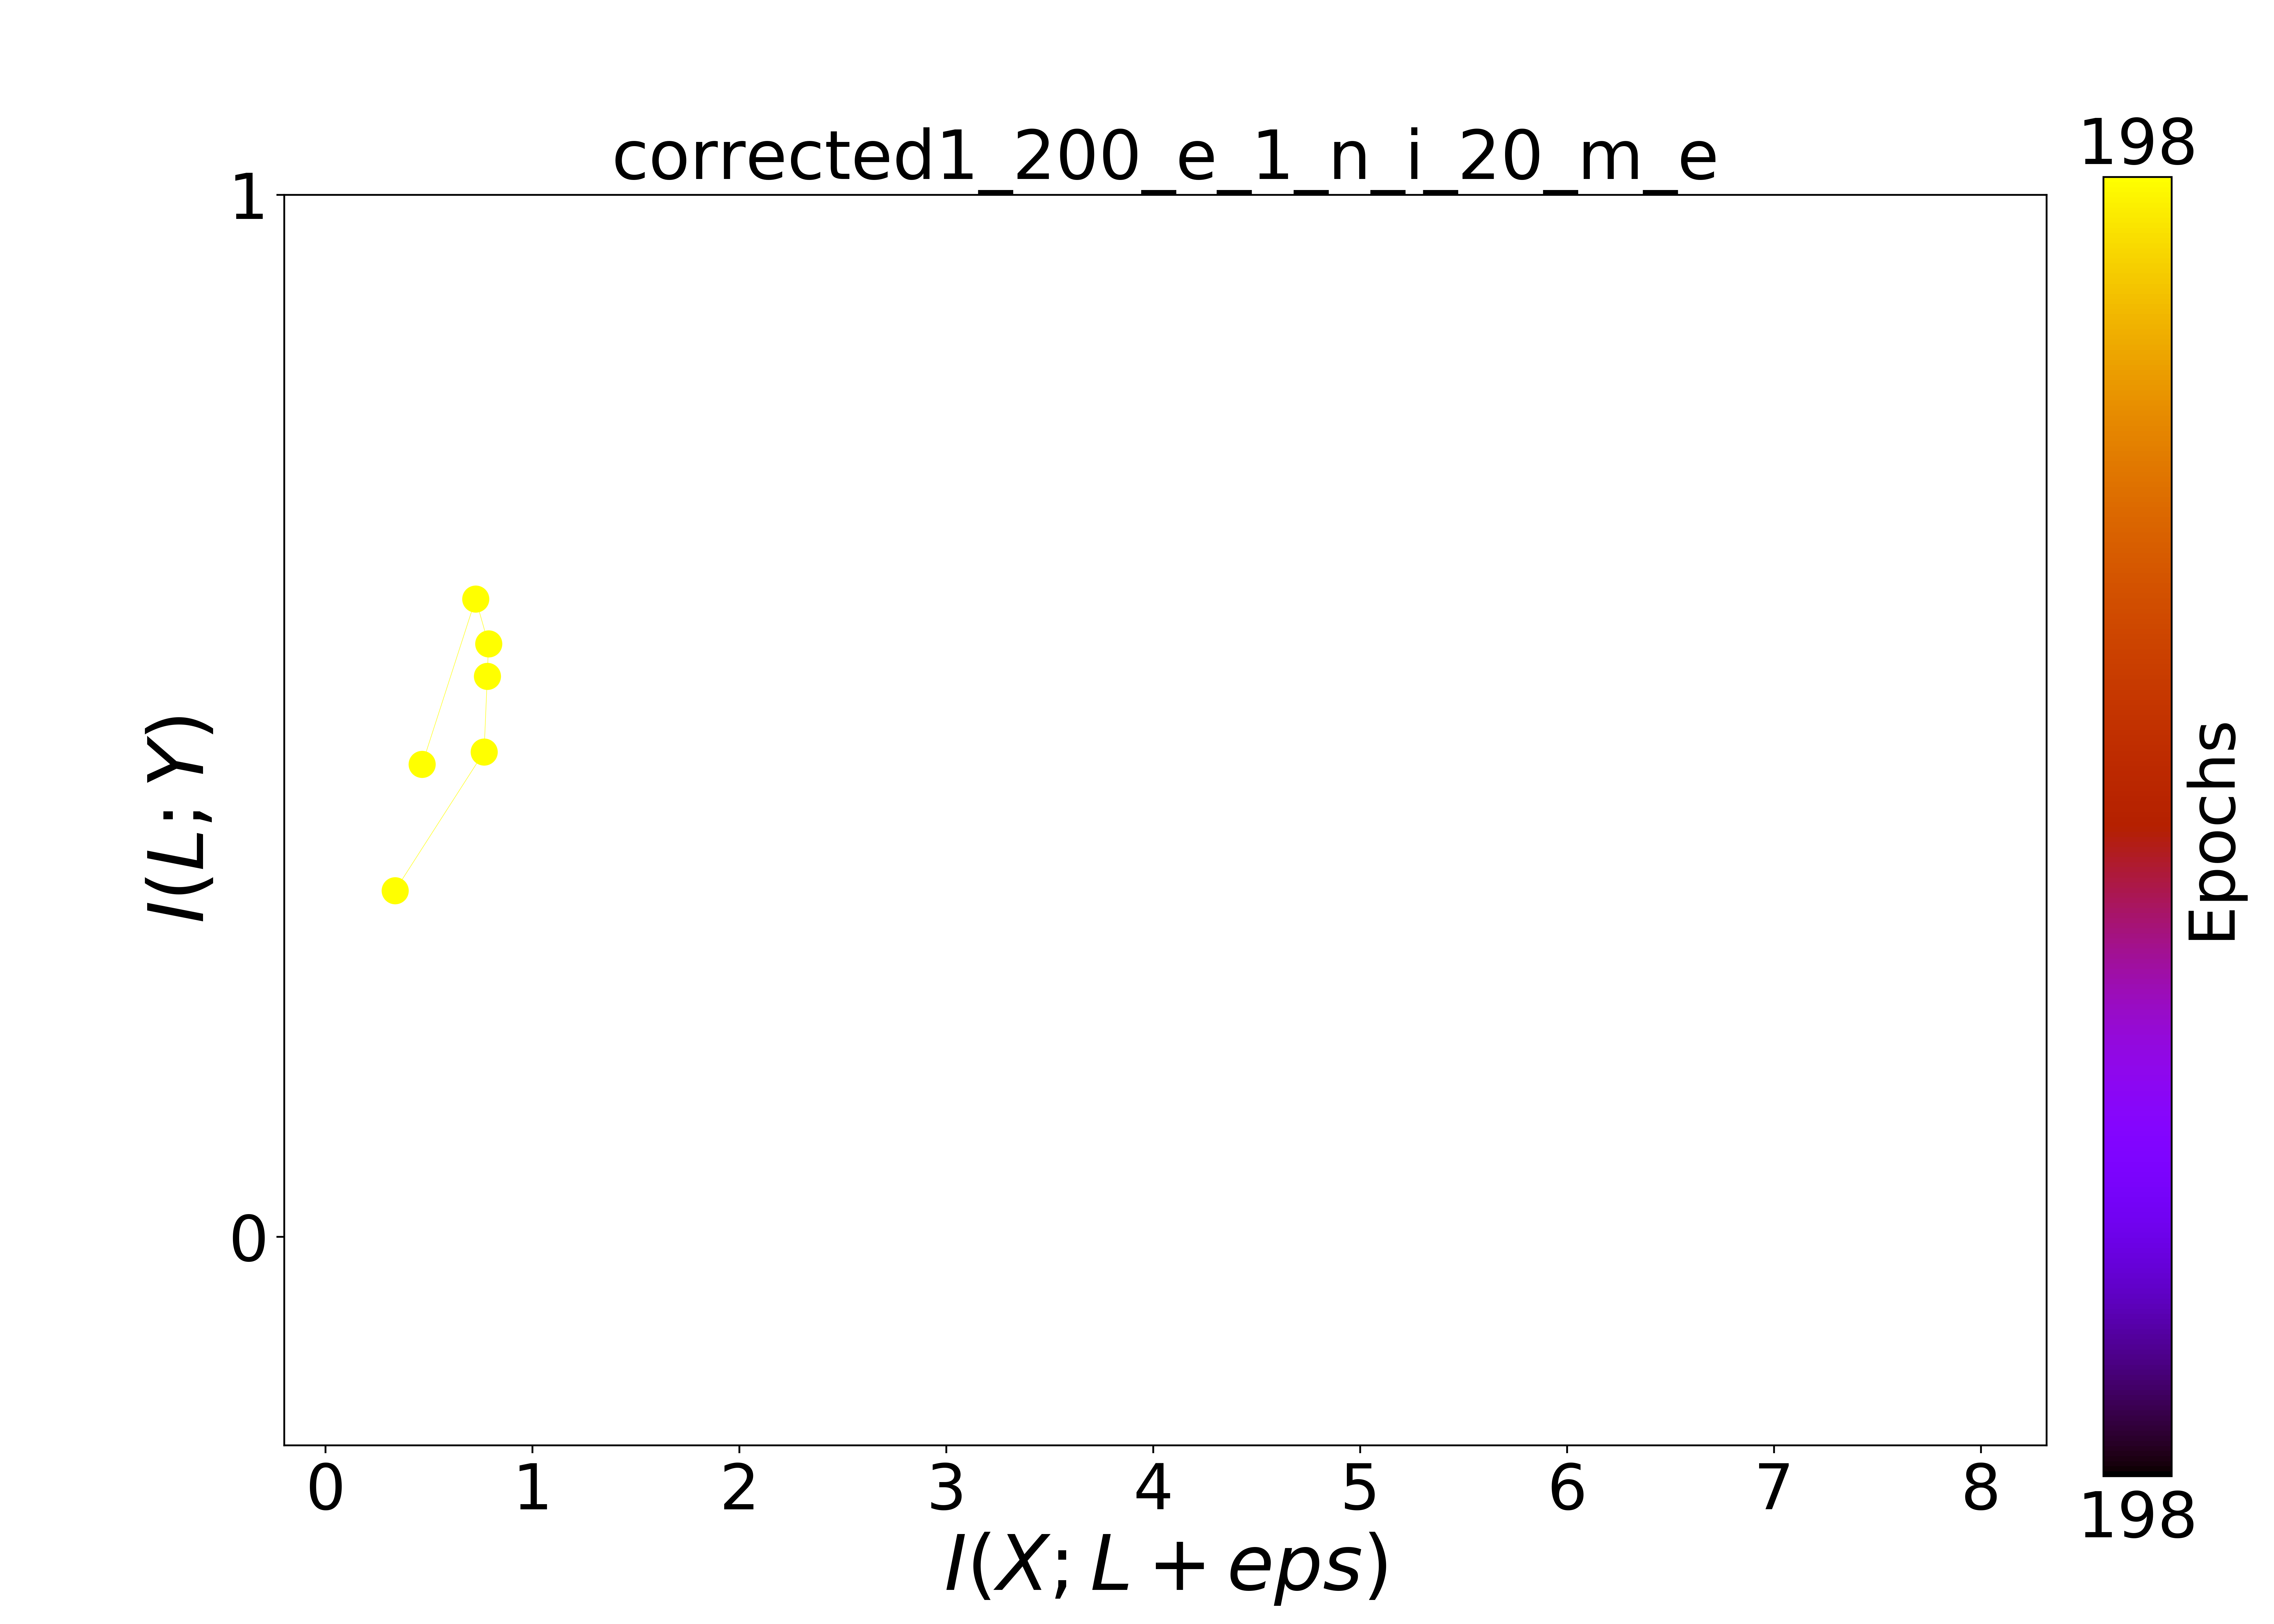 corrected1_200_e_1_n_i_20_m_e
198
1
0
I(L; Y)
0 1 2 3 4 5 6 7 8
I(X; L + eps)
Epochs
198